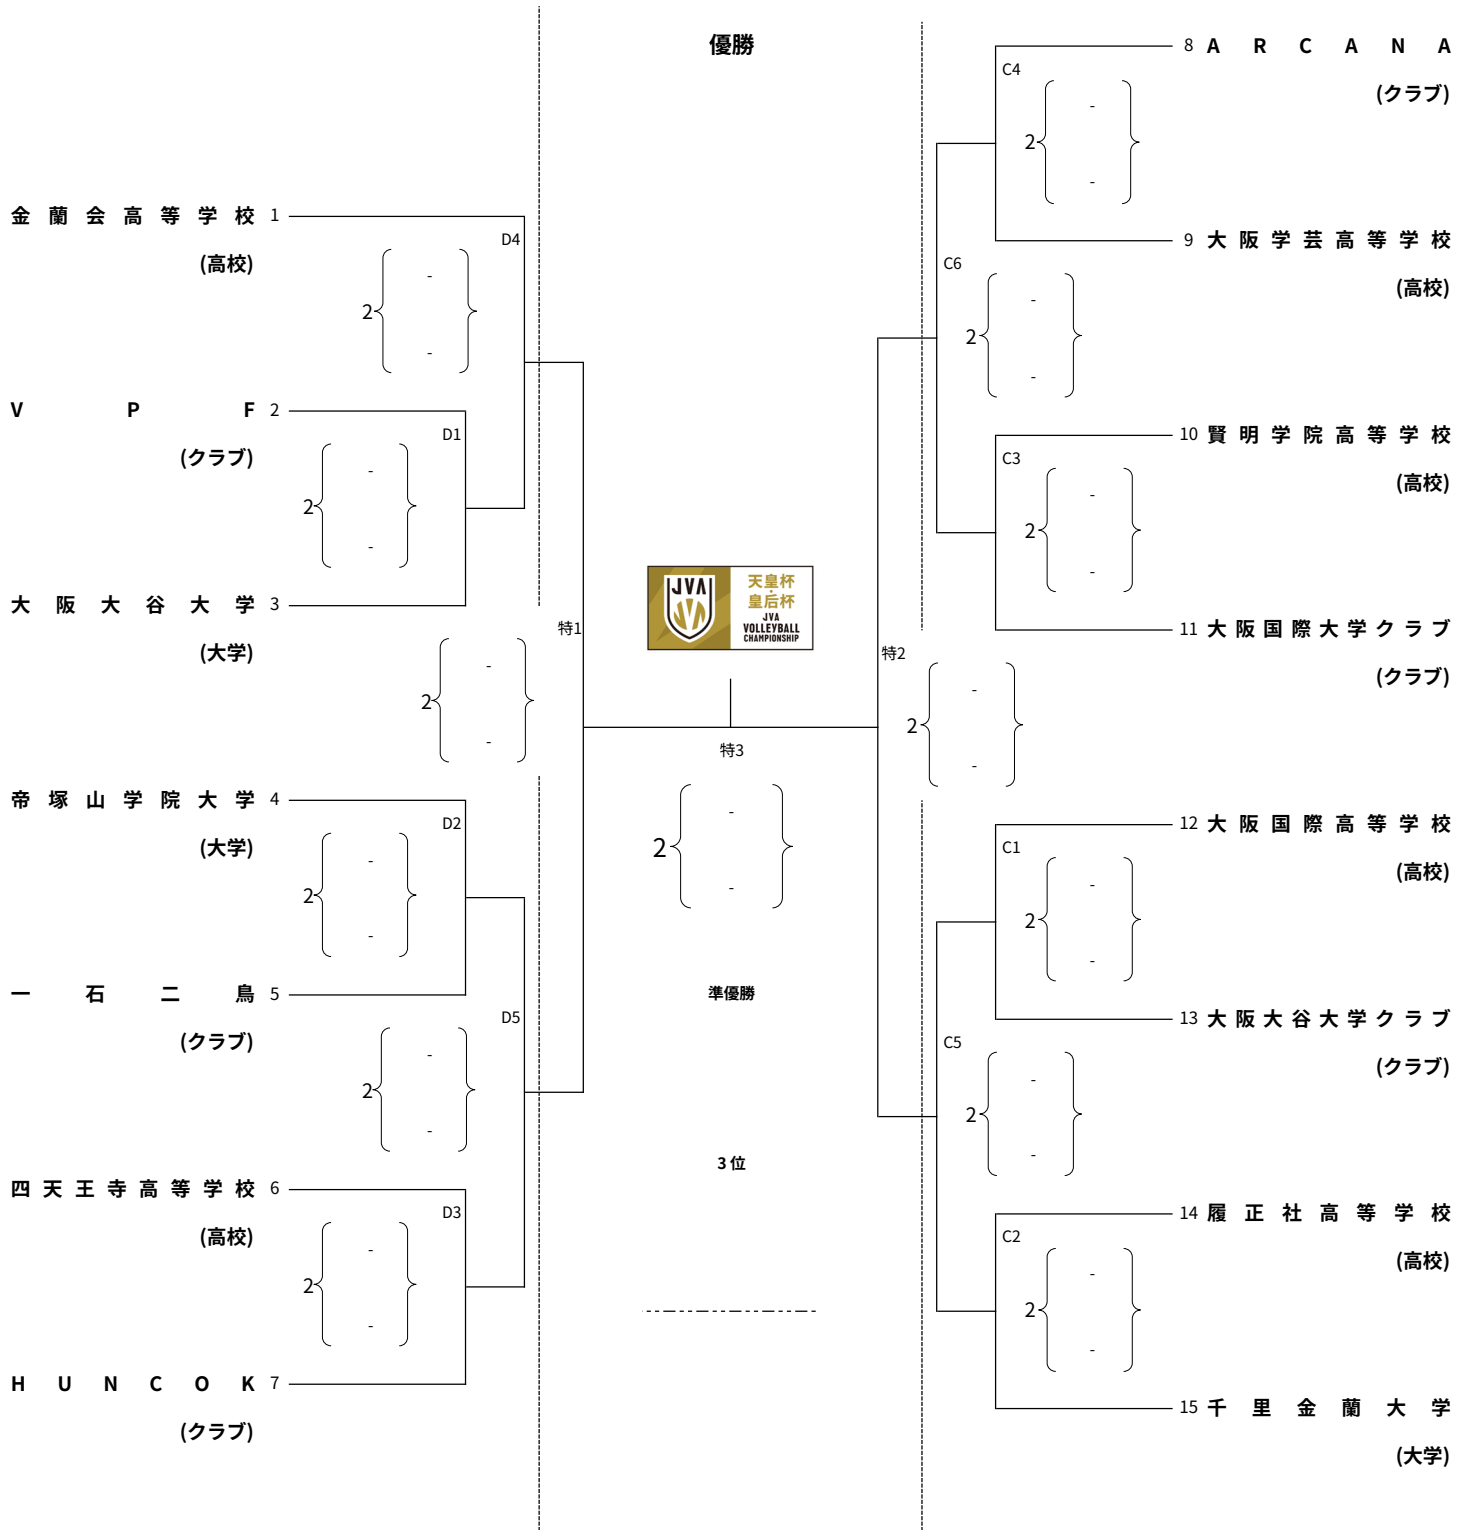 金蘭会高等学校 1
(高校)
D4
2 - -
VPF 2
(クラブ)
D1
2 - -
大阪大谷大学 3
(大学)
特1
2 - -
帝塚山学院大学 4
(大学)
D2
2 - -
一石二鳥 5
(クラブ)
D5
2 - -
四天王寺高等学校 6
(高校)
D3
2 - -
HUNCOK 7
(クラブ)
優勝
JVA
天皇杯
皇后杯
JVA
VOLLEYBALL
CHAMPIONSHIP
特3
2 - -
準優勝
3位
8 ARCANA
(クラブ)
C4
2 - -
9 大阪学芸高等学校
(高校)
C6
2 - -
10 賢明学院高等学校
(高校)
C3
2 - -
11 大阪国際大学クラブ
(クラブ)
特2
2 - -
12 大阪国際高等学校
(高校)
C1
2 - -
13 大阪大谷大学クラブ
(クラブ)
C5
2 - -
14 履正社高等学校
(高校)
C2
2 - -
15 千里金蘭大学
(大学)